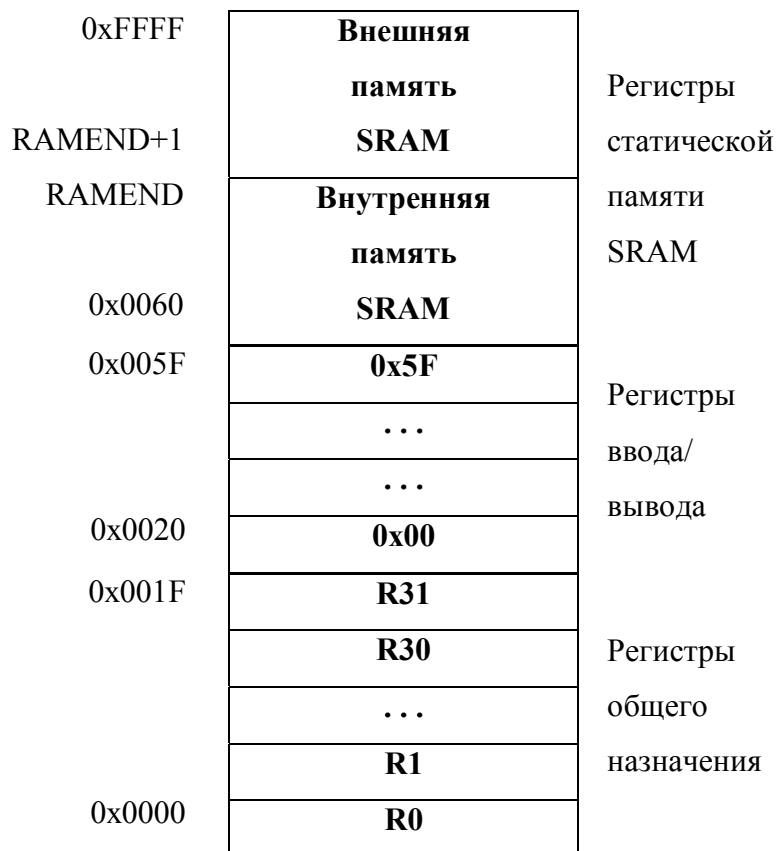 0xFFFF Внешняя
память Регистры
RAMEND+1 SRAM статической
RAMEND Внутренняя памяти
память SRAM
0x0060 SRAM
0x005F 0x5F
Регистры
. . .
ввода/
. . .
вывода
0x0020 0x00
0x001F R31
R30 Регистры
. . . общего
R1 назначения
0x0000 R0